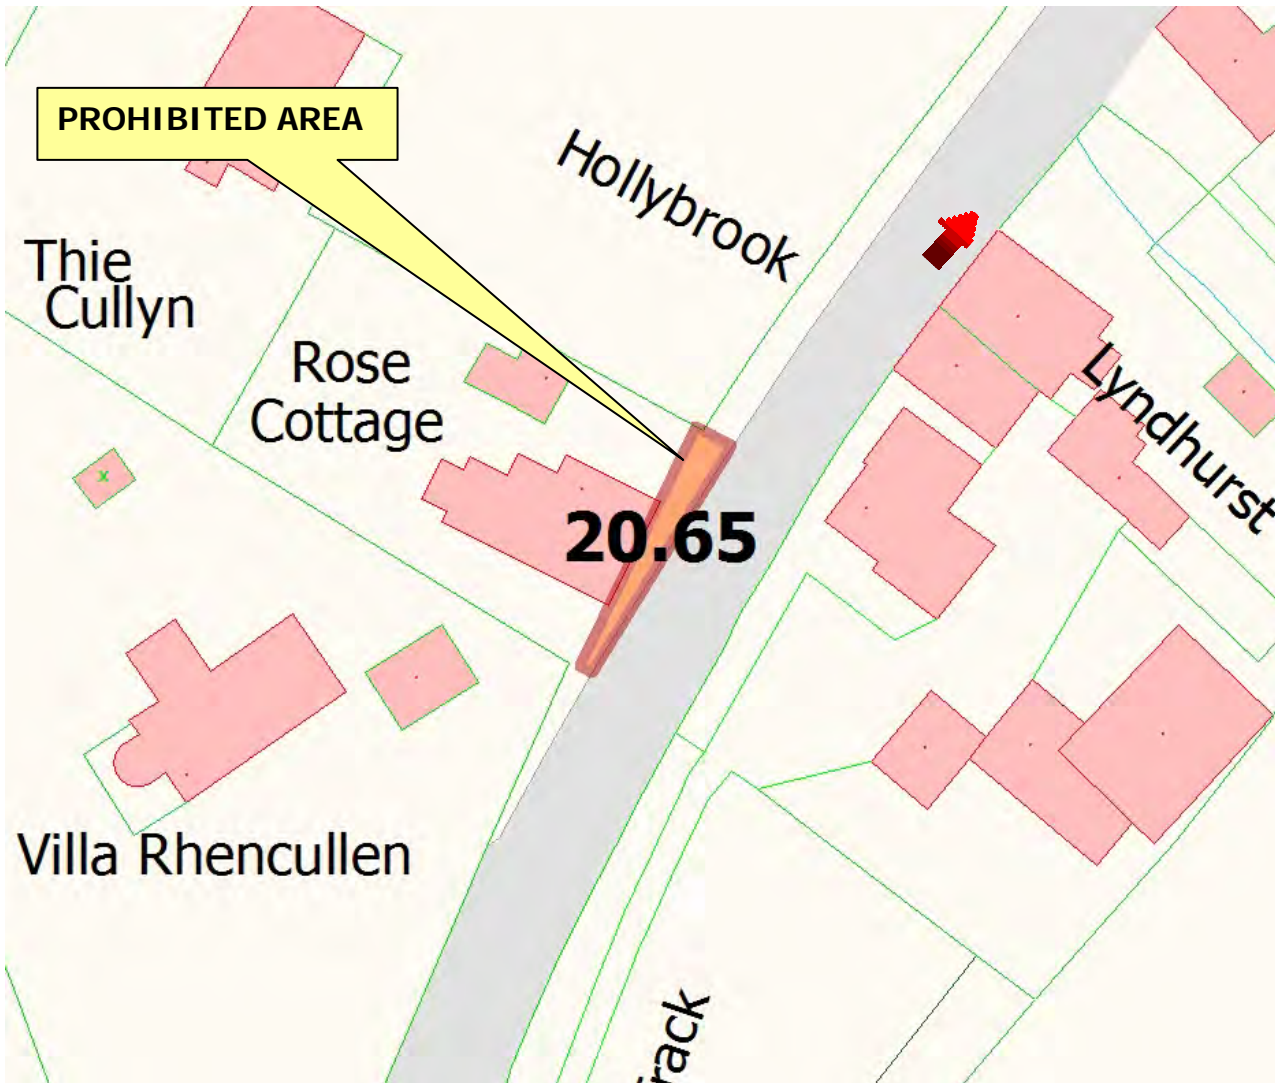 PROHIBITED AREA
Hollybrook
Thie
Cullyn
Rose
Cottage
Lyndhurst
20.65
Villa Rhencullen
x